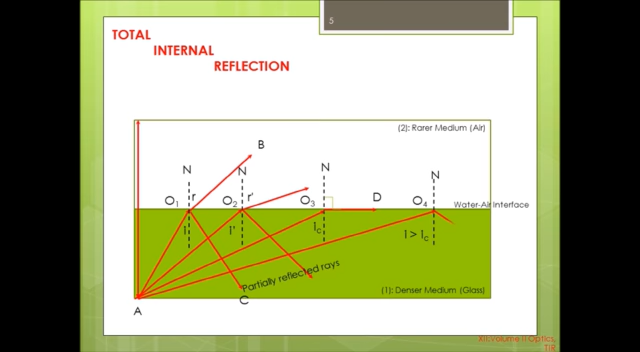 5
TOTAL
INTERNAL
REFLECTION
(2): Rarer Medium (Air)
B
N
N
N
N
O1
r
O2
r'
O3
D
O4
Water-Air Interface
i
i'
Ic
I > Ic
Partially reflected rays
(1): Denser Medium (Glass)
C
A
XII:Volume II Optics,
TIR